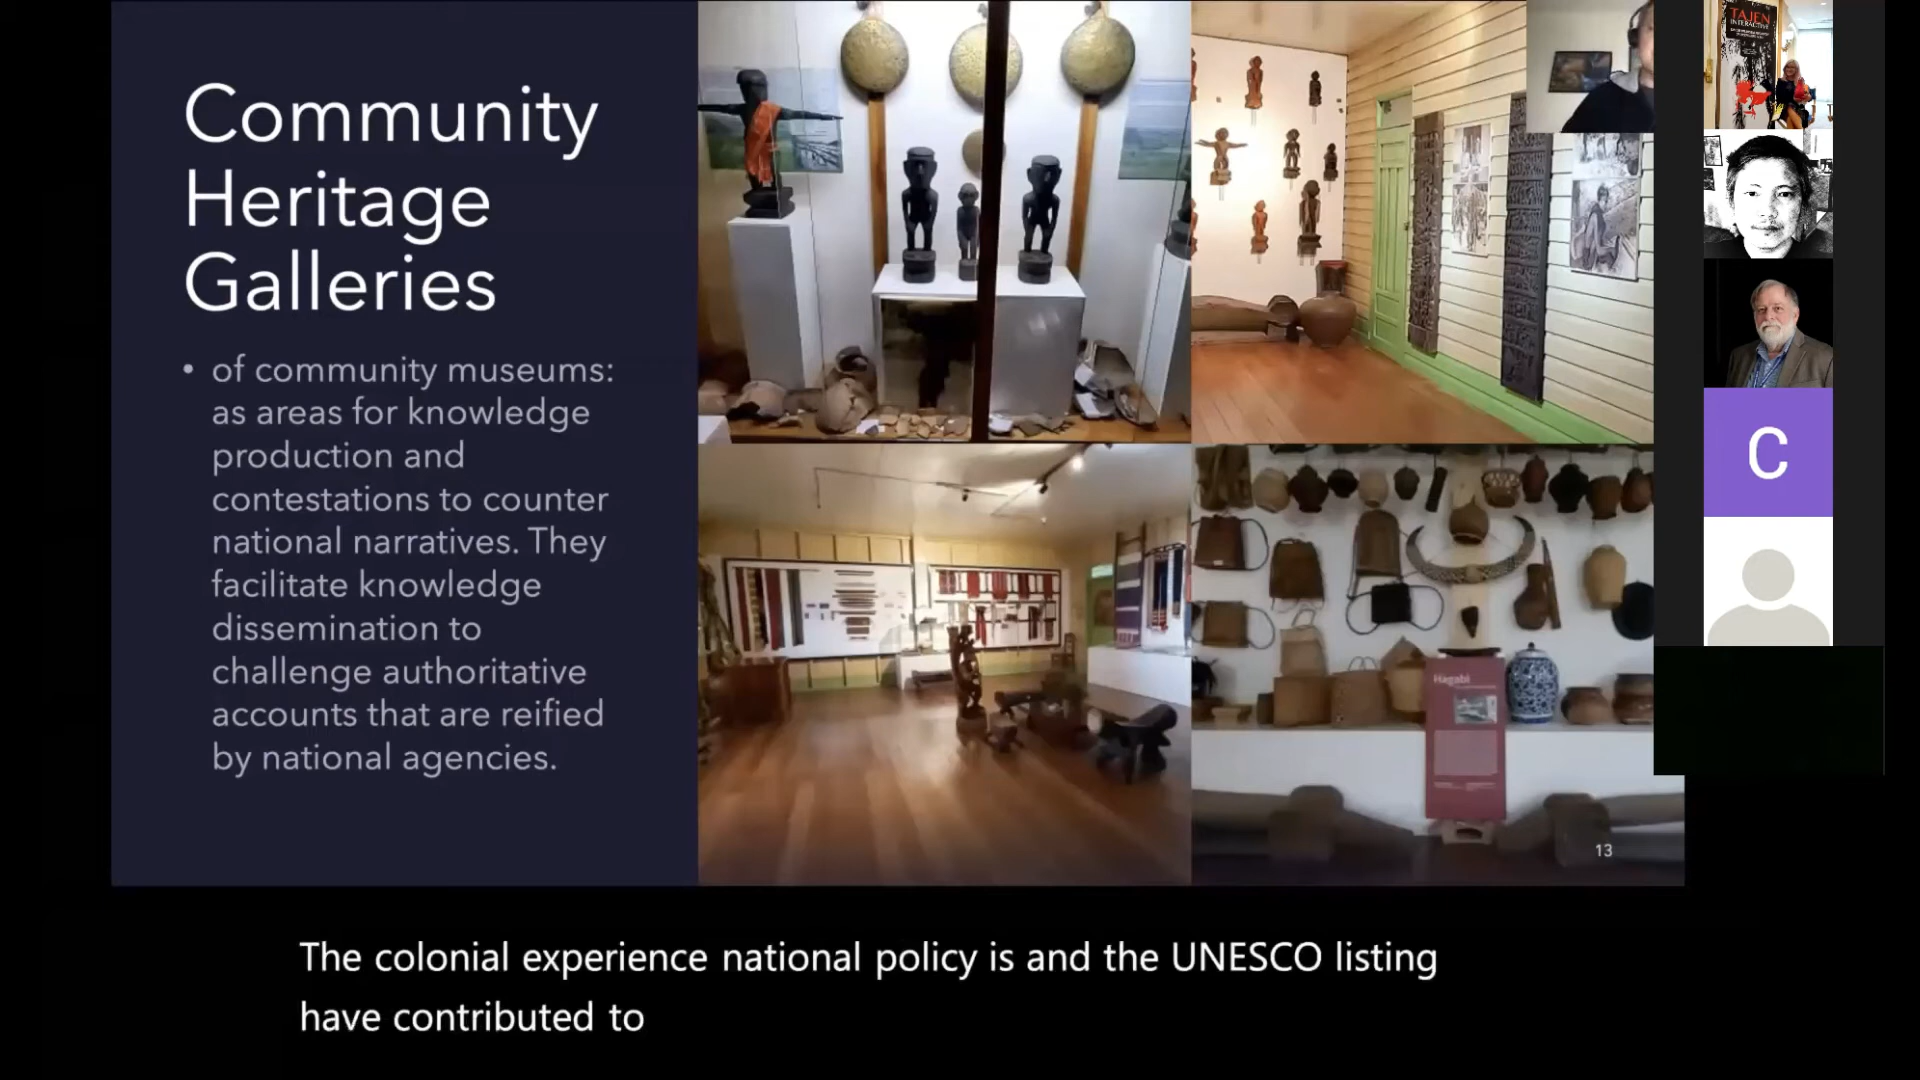 Community
Heritage
Galleries
• of community museums:
as areas for knowledge
production and
contestations to counter
national narratives. They
facilitate knowledge
dissemination to
challenge authoritative
accounts that are reified
by national agencies.
Hagabi
13
TAJEN
INTERACTIVE
C
The colonial experience national policy is and the UNESCO listing
have contributed to